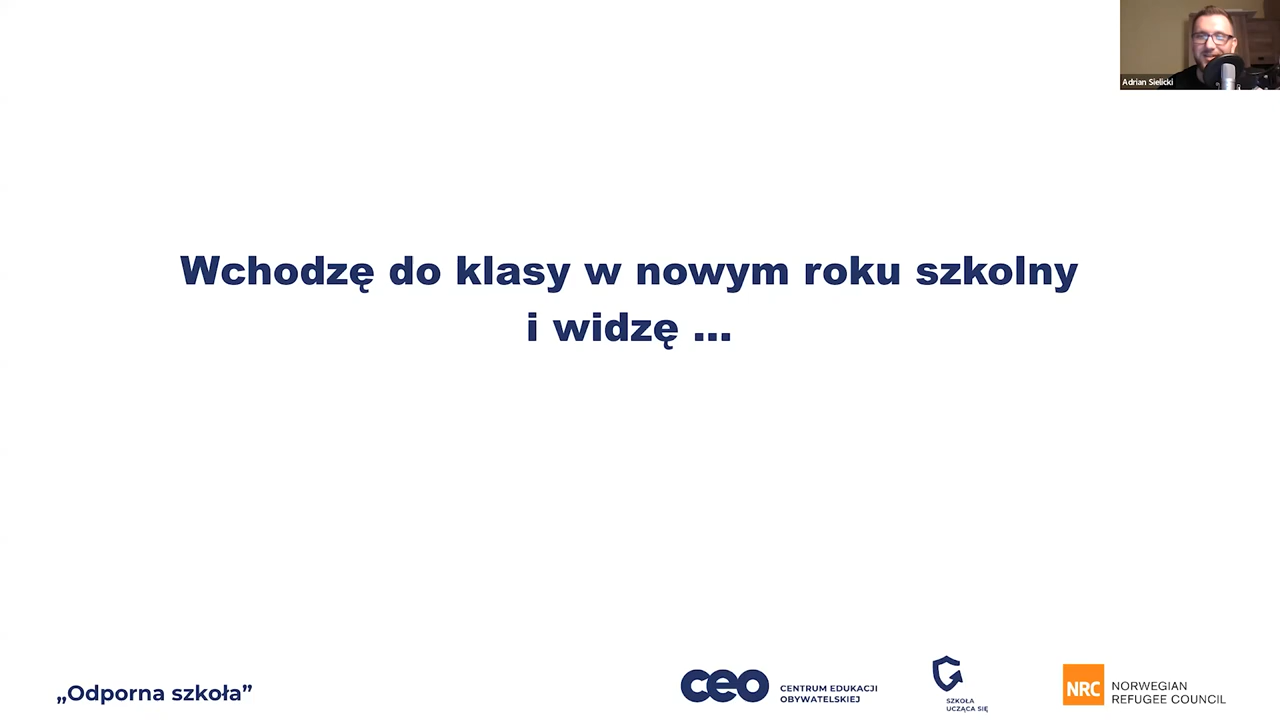 Adrian Sielicki
Wchodzę do klasy w nowym roku szkolny
i widzę ...
„Odporna szkoła”
ceo
CENTRUM EDUKACJI
OBYWATELSKIEJ
SZKOŁA
UCZĄCA SIĘ
NRC
NORWEGIAN
REFUGEE COUNCIL